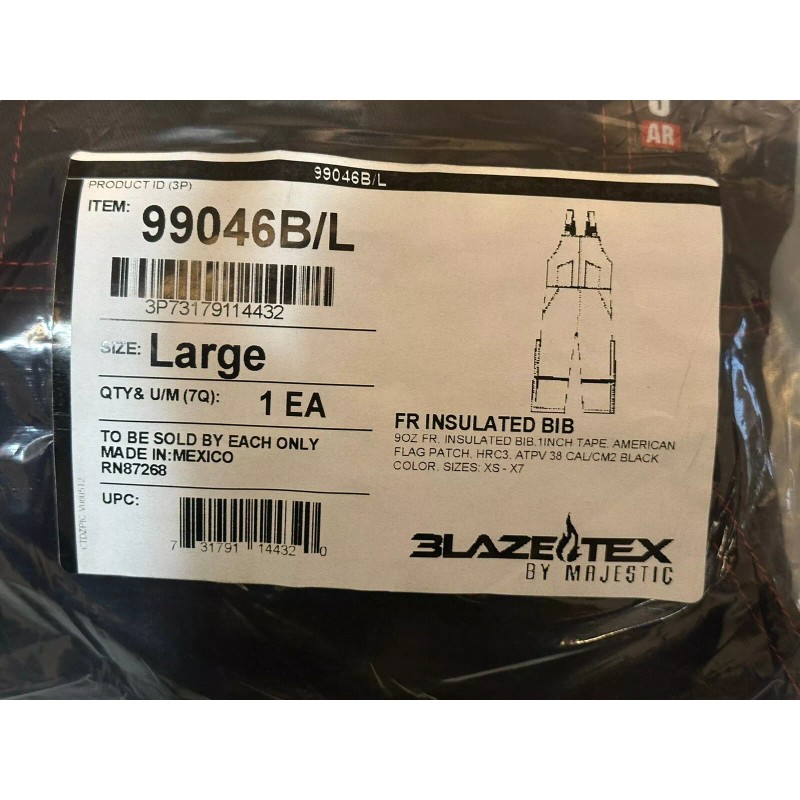 AR
99046B/L
PRODUCT ID (3P)
ITEM: 99046B/L
3P73179114432
SIZE: Large
QTY& U/M (7Q): 1 EA
TO BE SOLD BY EACH ONLY
MADE IN:MEXICO
RN87268
UPC:
7 31791 14432 0
FR INSULATED BIB
9OZ FR. INSULATED BIB.1INCH TAPE. AMERICAN
FLAG PATCH. HRC3. ATPV 38 CAL/CM2 BLACK
COLOR. SIZES: XS - X7
BLAZE TEX
BY MAJESTIC